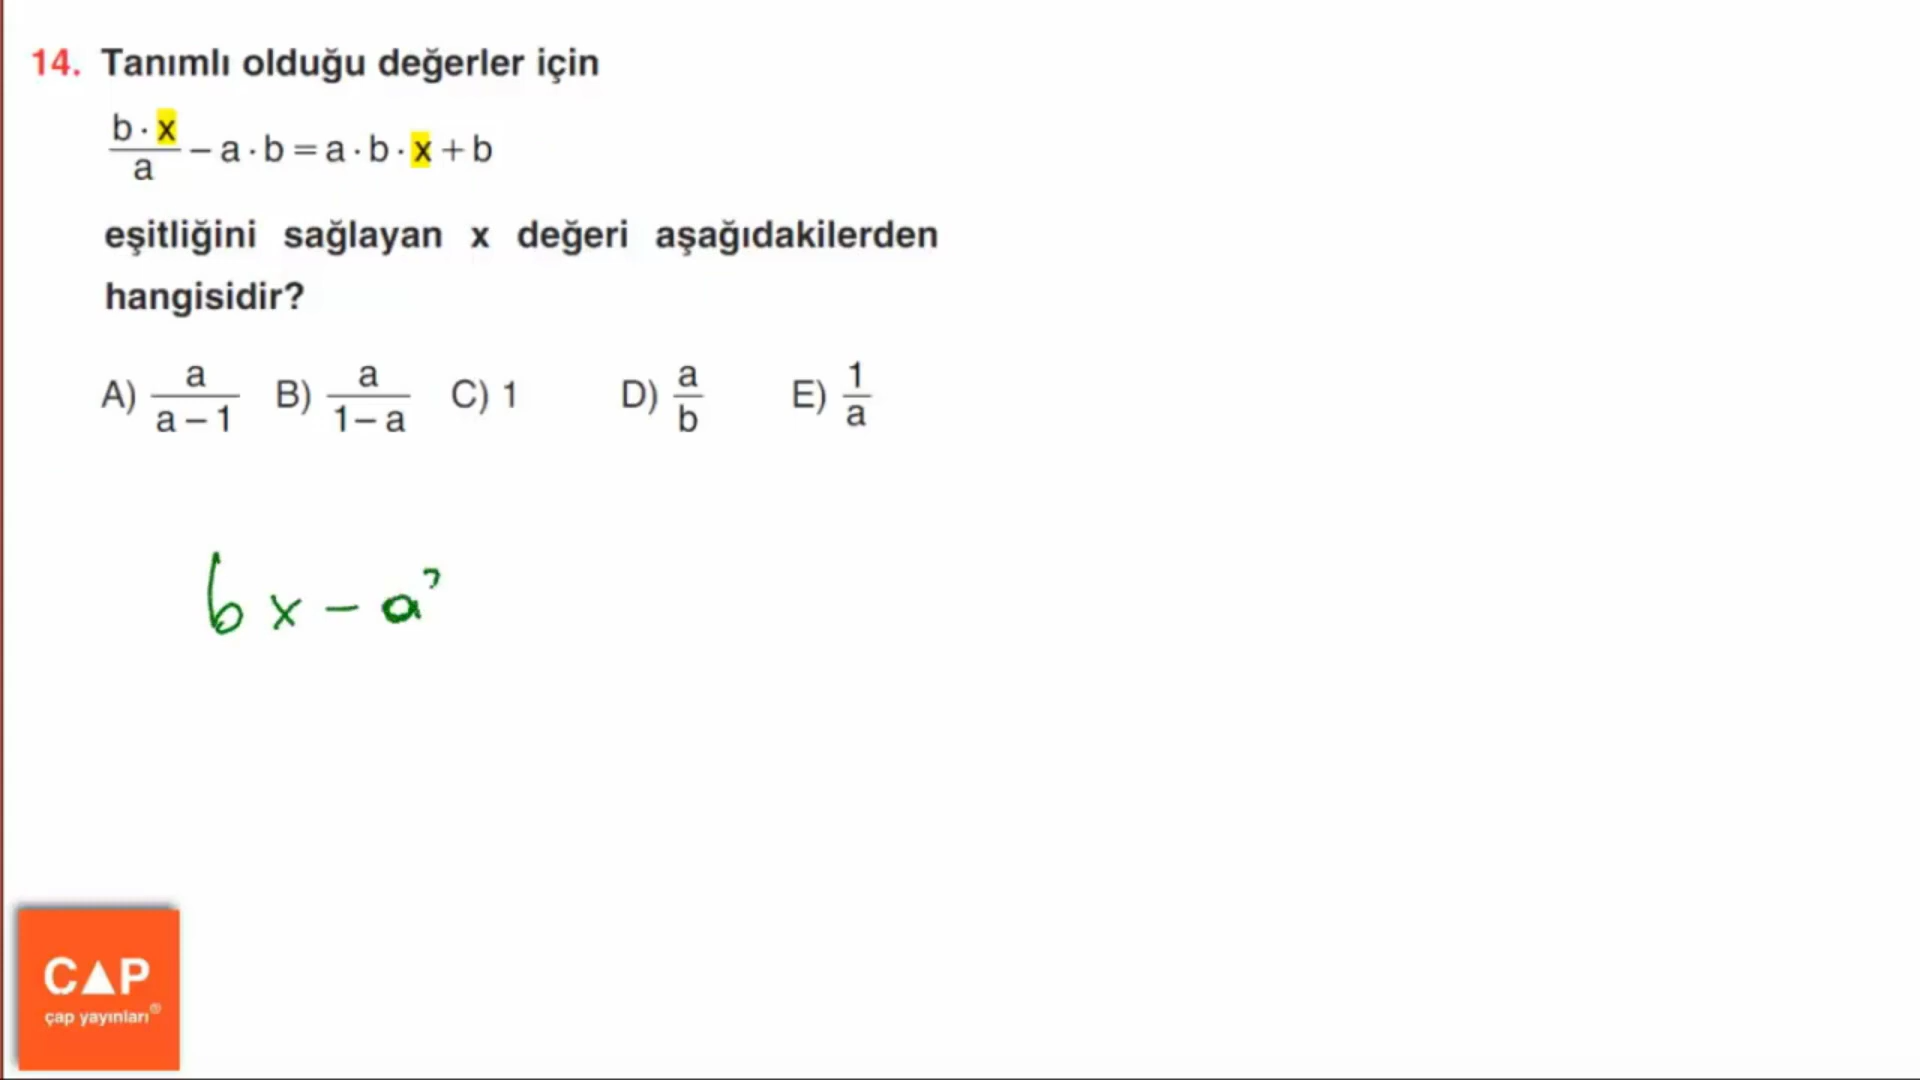 14. Tanımlı olduğu değerler için
b · x / a − a · b = a · b · x + b
eşitliğini sağlayan x değeri aşağıdakilerden
hangisidir?
A) a / a − 1 B) a / 1 − a C) 1 D) a / b E) 1 / a
bx − a²
CAP
çap yayınları®